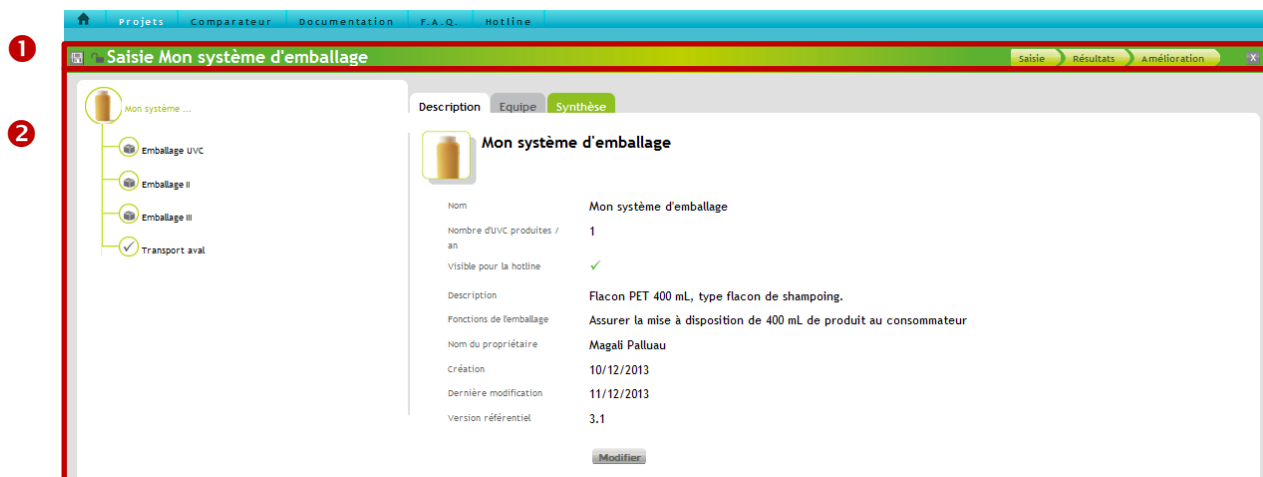 Projets Comparateur Documentation F.A.Q. Hotline
1
Saisie Mon système d'emballage
Saisie Résultats Amélioration X
2
Mon système ...
Emballage UVC
Emballage II
Emballage III
Transport aval
Description Equipe Synthèse
Mon système d'emballage
Nom Mon système d'emballage
Nombre d'UVC produites / 1
an
Visible pour la hotline ✓
Description Flacon PET 400 mL, type flacon de shampoing.
Fonctions de l'emballage Assurer la mise à disposition de 400 mL de produit au consommateur
Nom du propriétaire Magali Palluau
Création 10/12/2013
Dernière modification 11/12/2013
Version référentiel 3.1
Modifier